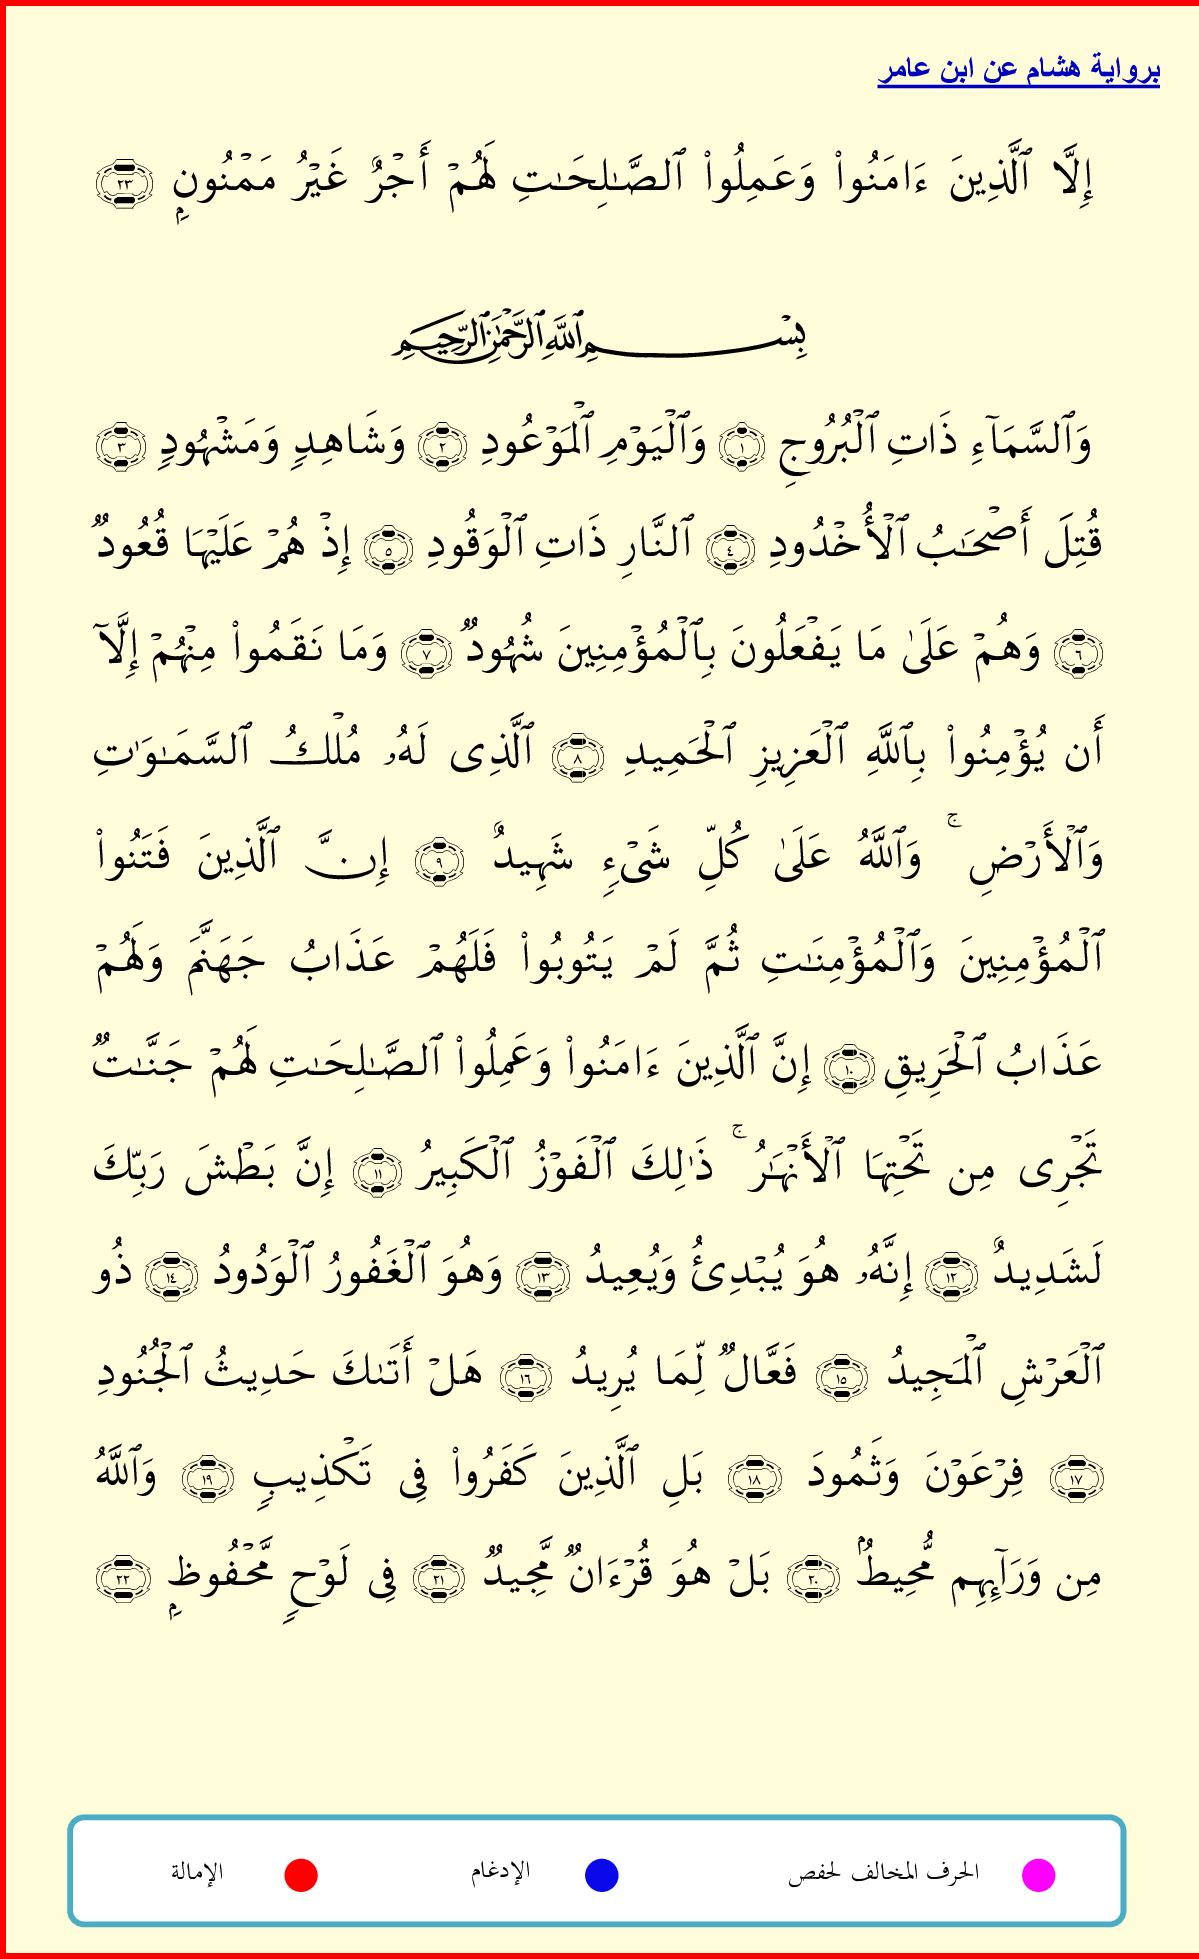 برواية هشام عن ابن عامر
إِلَّا ٱلَّذِينَ ءَامَنُوا۟ وَعَمِلُوا۟ ٱلصَّـٰلِحَـٰتِ لَهُمْ أَجْرٌ غَيْرُ مَمْنُونٍۭ ٢٣
بِسْمِ ٱللَّهِ ٱلرَّحْمَـٰنِ ٱلرَّحِيمِ
وَٱلسَّمَآءِ ذَاتِ ٱلْبُرُوجِ ١ وَٱلْيَوْمِ ٱلْمَوْعُودِ ٢ وَشَاهِدٍ وَمَشْهُودٍ ٣
قُتِلَ أَصْحَـٰبُ ٱلْأُخْدُودِ ٤ ٱلنَّارِ ذَاتِ ٱلْوَقُودِ ٥ إِذْ هُمْ عَلَيْهَا قُعُودٌ
٦ وَهُمْ عَلَىٰ مَا يَفْعَلُونَ بِٱلْمُؤْمِنِينَ شُهُودٌ ٧ وَمَا نَقَمُوا۟ مِنْهُمْ إِلَّآ
أَن يُؤْمِنُوا۟ بِٱللَّهِ ٱلْعَزِيزِ ٱلْحَمِيدِ ٨ ٱلَّذِى لَهُۥ مُلْكُ ٱلسَّمَـٰوَٰتِ
وَٱلْأَرْضِ ۚ وَٱللَّهُ عَلَىٰ كُلِّ شَىْءٍ شَهِيدٌ ٩ إِنَّ ٱلَّذِينَ فَتَنُوا۟
ٱلْمُؤْمِنِينَ وَٱلْمُؤْمِنَـٰتِ ثُمَّ لَمْ يَتُوبُوا۟ فَلَهُمْ عَذَابُ جَهَنَّمَ وَلَهُمْ
عَذَابُ ٱلْحَرِيقِ ١٠ إِنَّ ٱلَّذِينَ ءَامَنُوا۟ وَعَمِلُوا۟ ٱلصَّـٰلِحَـٰتِ لَهُمْ جَنَّـٰتٌ
تَجْرِى مِن تَحْتِهَا ٱلْأَنْهَـٰرُ ۚ ذَٰلِكَ ٱلْفَوْزُ ٱلْكَبِيرُ ١١ إِنَّ بَطْشَ رَبِّكَ
لَشَدِيدٌ ١٢ إِنَّهُۥ هُوَ يُبْدِئُ وَيُعِيدُ ١٣ وَهُوَ ٱلْغَفُورُ ٱلْوَدُودُ ١٤ ذُو
ٱلْعَرْشِ ٱلْمَجِيدُ ١٥ فَعَّالٌ لِّمَا يُرِيدُ ١٦ هَلْ أَتَىٰكَ حَدِيثُ ٱلْجُنُودِ
١٧ فِرْعَوْنَ وَثَمُودَ ١٨ بَلِ ٱلَّذِينَ كَفَرُوا۟ فِى تَكْذِيبٍ ١٩ وَٱللَّهُ
مِن وَرَآئِهِم مُّحِيطٌۢ ٢٠ بَلْ هُوَ قُرْءَانٌ مَّجِيدٌ ٢١ فِى لَوْحٍ مَّحْفُوظٍۭ ٢٢
الحرف المخالف لحفص الإدغام الإمالة